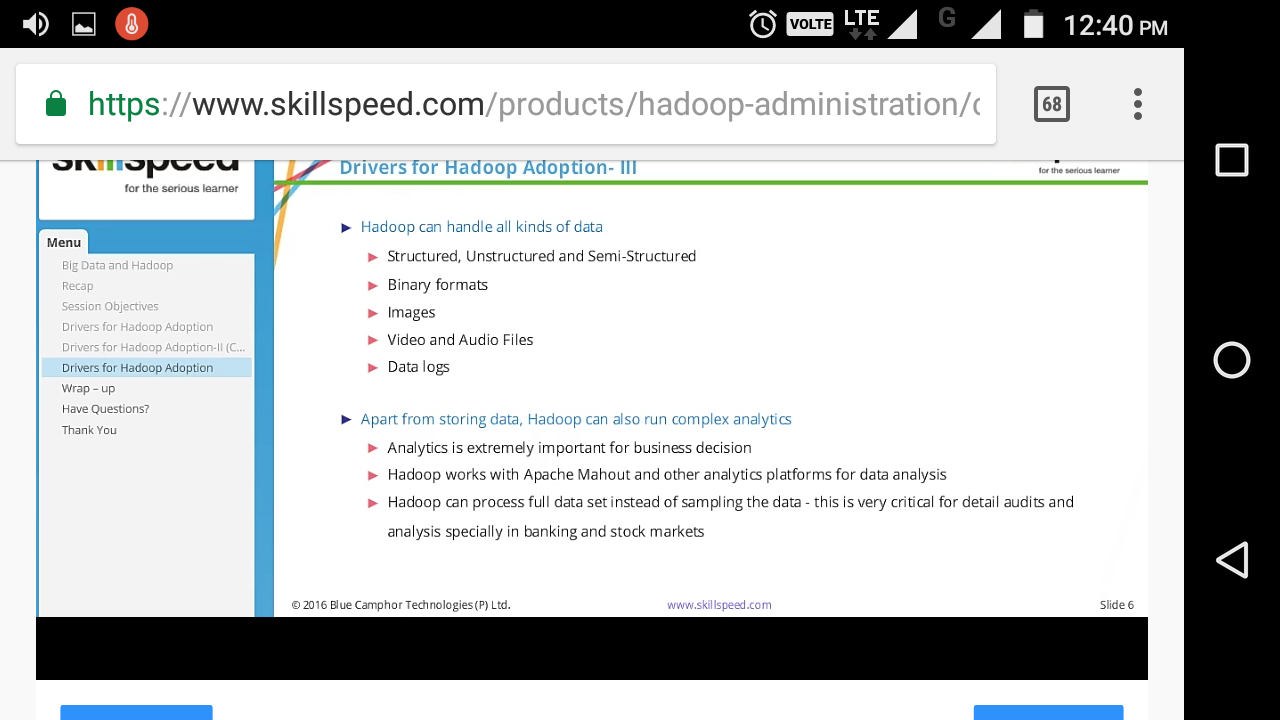 VOLTE LTE G 12:40 PM
https://www.skillspeed.com/products/hadoop-administration/
68
skillspeed
for the serious learner
Drivers for Hadoop Adoption- III
for the serious learner
Menu
Big Data and Hadoop
Recap
Session Objectives
Drivers for Hadoop Adoption
Drivers for Hadoop Adoption-II (C...
Drivers for Hadoop Adoption
Wrap – up
Have Questions?
Thank You
Hadoop can handle all kinds of data
Structured, Unstructured and Semi-Structured
Binary formats
Images
Video and Audio Files
Data logs
Apart from storing data, Hadoop can also run complex analytics
Analytics is extremely important for business decision
Hadoop works with Apache Mahout and other analytics platforms for data analysis
Hadoop can process full data set instead of sampling the data - this is very critical for detail audits and
analysis specially in banking and stock markets
© 2016 Blue Camphor Technologies (P) Ltd.
www.skillspeed.com
Slide 6